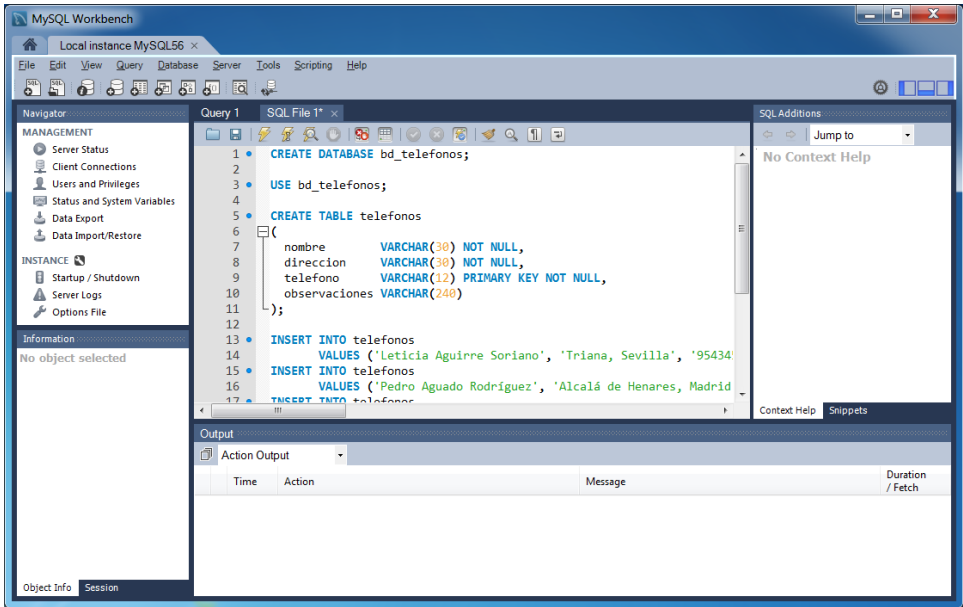 MySQL Workbench
Local instance MySQL56 ×
File Edit View Query Database Server Tools Scripting Help
Navigator
MANAGEMENT
Server Status
Client Connections
Users and Privileges
Status and System Variables
Data Export
Data Import/Restore
INSTANCE
Startup / Shutdown
Server Logs
Options File
Information
No object selected
Object Info Session
Query 1 SQL File 1* ×
1 CREATE DATABASE bd_telefonos;
2
3 USE bd_telefonos;
4
5 CREATE TABLE telefonos
6 (
7 nombre VARCHAR(30) NOT NULL,
8 direccion VARCHAR(30) NOT NULL,
9 telefono VARCHAR(12) PRIMARY KEY NOT NULL,
10 observaciones VARCHAR(240)
11 );
12
13 INSERT INTO telefonos
14 VALUES ('Leticia Aguirre Soriano', 'Triana, Sevilla', '95434
15 INSERT INTO telefonos
16 VALUES ('Pedro Aguado Rodríguez', 'Alcalá de Henares, Madrid
17 INSERT INTO telefonos
SQL Additions
Jump to
No Context Help
Context Help Snippets
Output
Action Output
Time Action Message Duration / Fetch